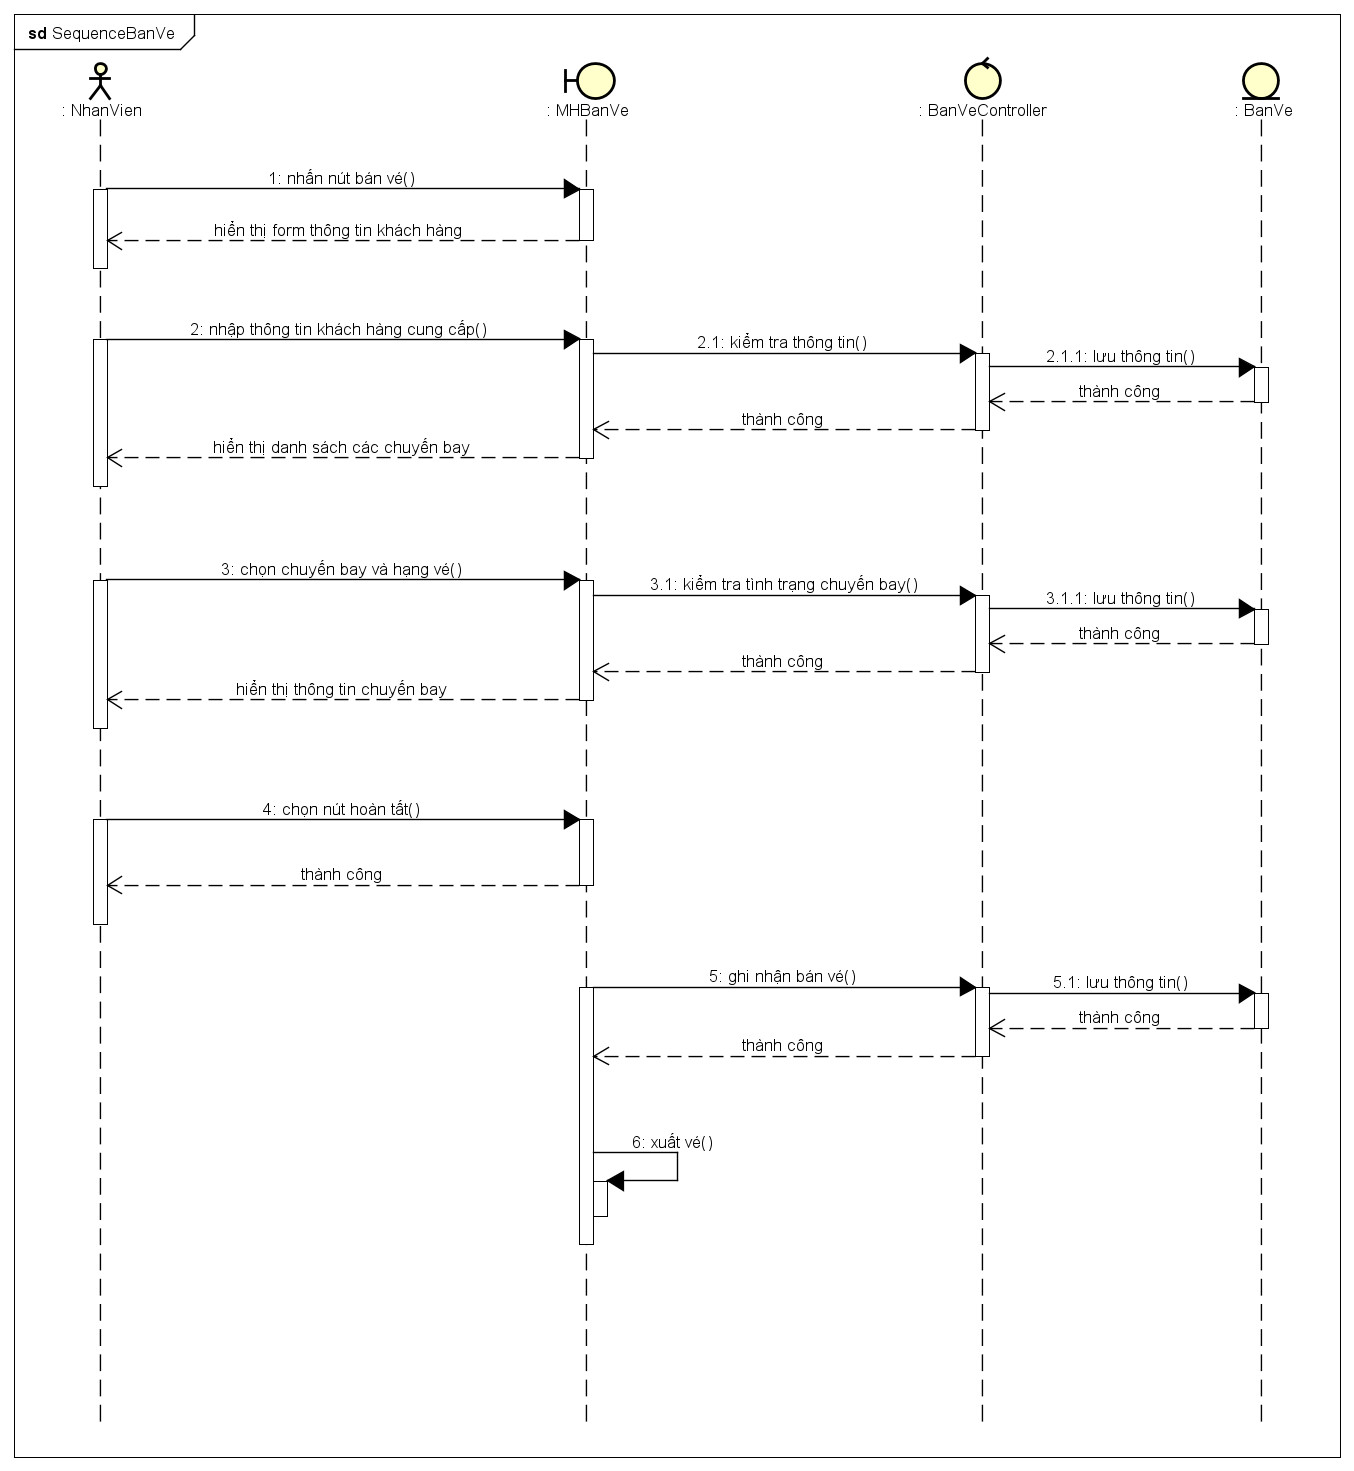 sd SequenceBanVe
: NhanVien
: MHBanVe
: BanVeController
: BanVe
1: nhấn nút bán vé()
hiển thị form thông tin khách hàng
2: nhập thông tin khách hàng cung cấp()
2.1: kiểm tra thông tin()
2.1.1: lưu thông tin()
thành công
thành công
hiển thị danh sách các chuyến bay
3: chọn chuyến bay và hạng vé()
3.1: kiểm tra tình trạng chuyến bay()
3.1.1: lưu thông tin()
thành công
thành công
hiển thị thông tin chuyến bay
4: chọn nút hoàn tất()
thành công
5: ghi nhận bán vé()
5.1: lưu thông tin()
thành công
thành công
6: xuất vé()